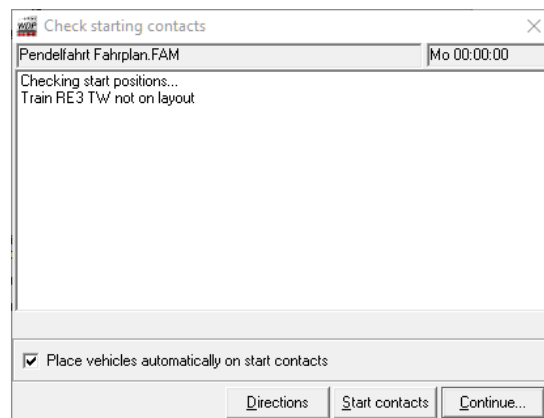 WDP
Check starting contacts
Pendelfahrt Fahrplan.FAM
Mo 00:00:00
Checking start positions...
Train RE3 TW not on layout
Place vehicles automatically on start contacts
Directions
Start contacts
Continue...